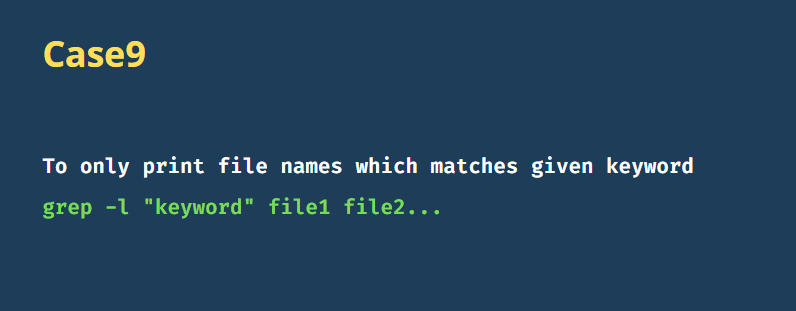 Case9
To only print file names which matches given keyword
grep -l "keyword" file1 file2...